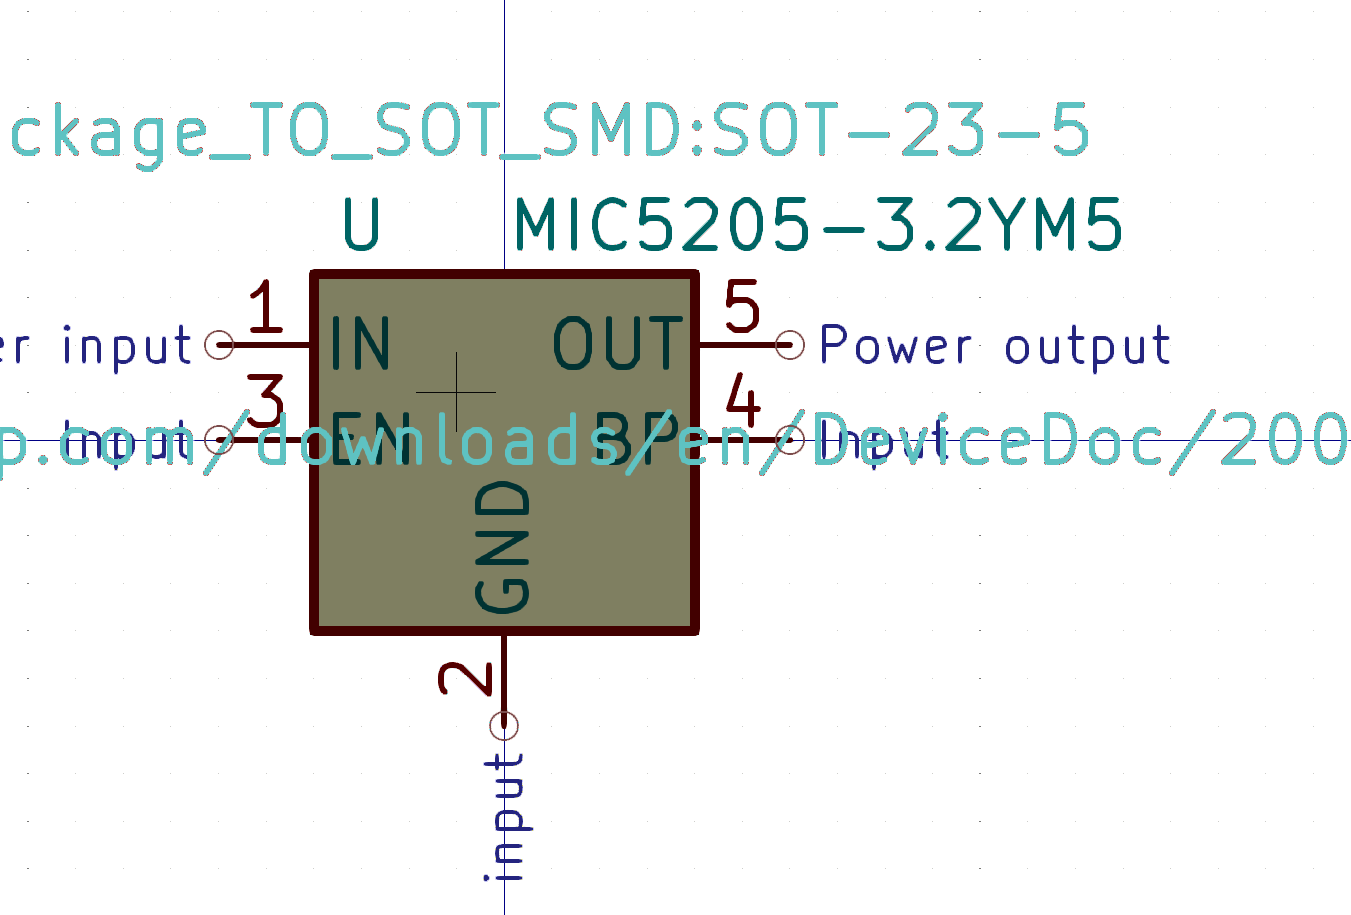 ckage_TO_SOT_SMD:SOT-23-5
U MIC5205-3.2YM5
1 5
er input IN OUT Power output
3 4
Input EN BP Input
p.com/downloads/en/DeviceDoc/200
GND
2
input